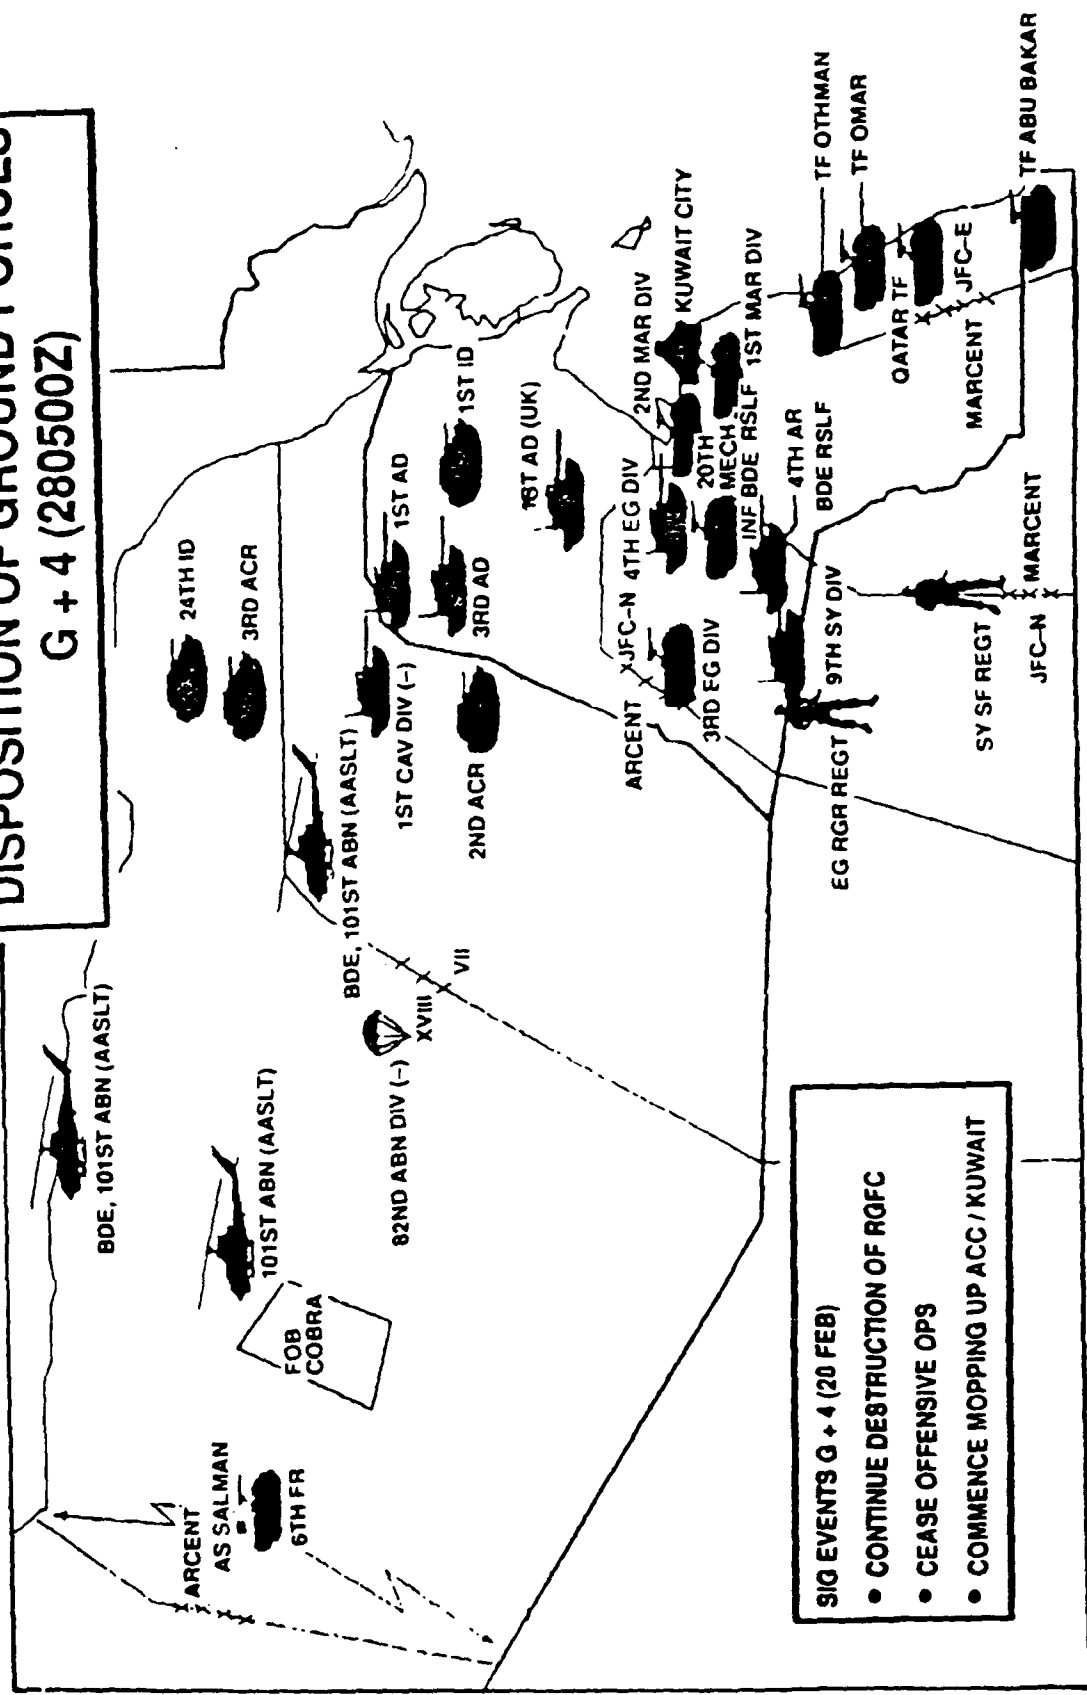 DISPOSITION OF GROUND FORCES
G + 4 (280500Z)
BDE, 101ST ABN (AASLT)
24TH ID
3RD ACR
101ST ABN (AASLT)
FOB
COBRA
ARCENT
AS SALMAN
6TH FR
82ND ABN DIV (-)
XVIII
VII
BDE, 101ST ABN (AASLT)
1ST CAV DIV (-)
1ST AD
2ND ACR
3RD AD
1ST ID
1ST AD (UK)
ARCENT
JFC-N
4TH EG DIV
2ND MAR DIV
KUWAIT CITY
3RD EG DIV
20TH
MECH
INF BDE RSLF
1ST MAR DIV
4TH AR
BDE RSLF
EG RGR REGT
9TH SY DIV
TF OTHMAN
TF OMAR
QATAR TF
MARCENT
JFC-E
TF ABU BAKAR
SY SF REGT
JFC-N
MARCENT
SIG EVENTS G + 4 (20 FEB)
• CONTINUE DESTRUCTION OF RGFC
• CEASE OFFENSIVE OPS
• COMMENCE MOPPING UP ACC / KUWAIT